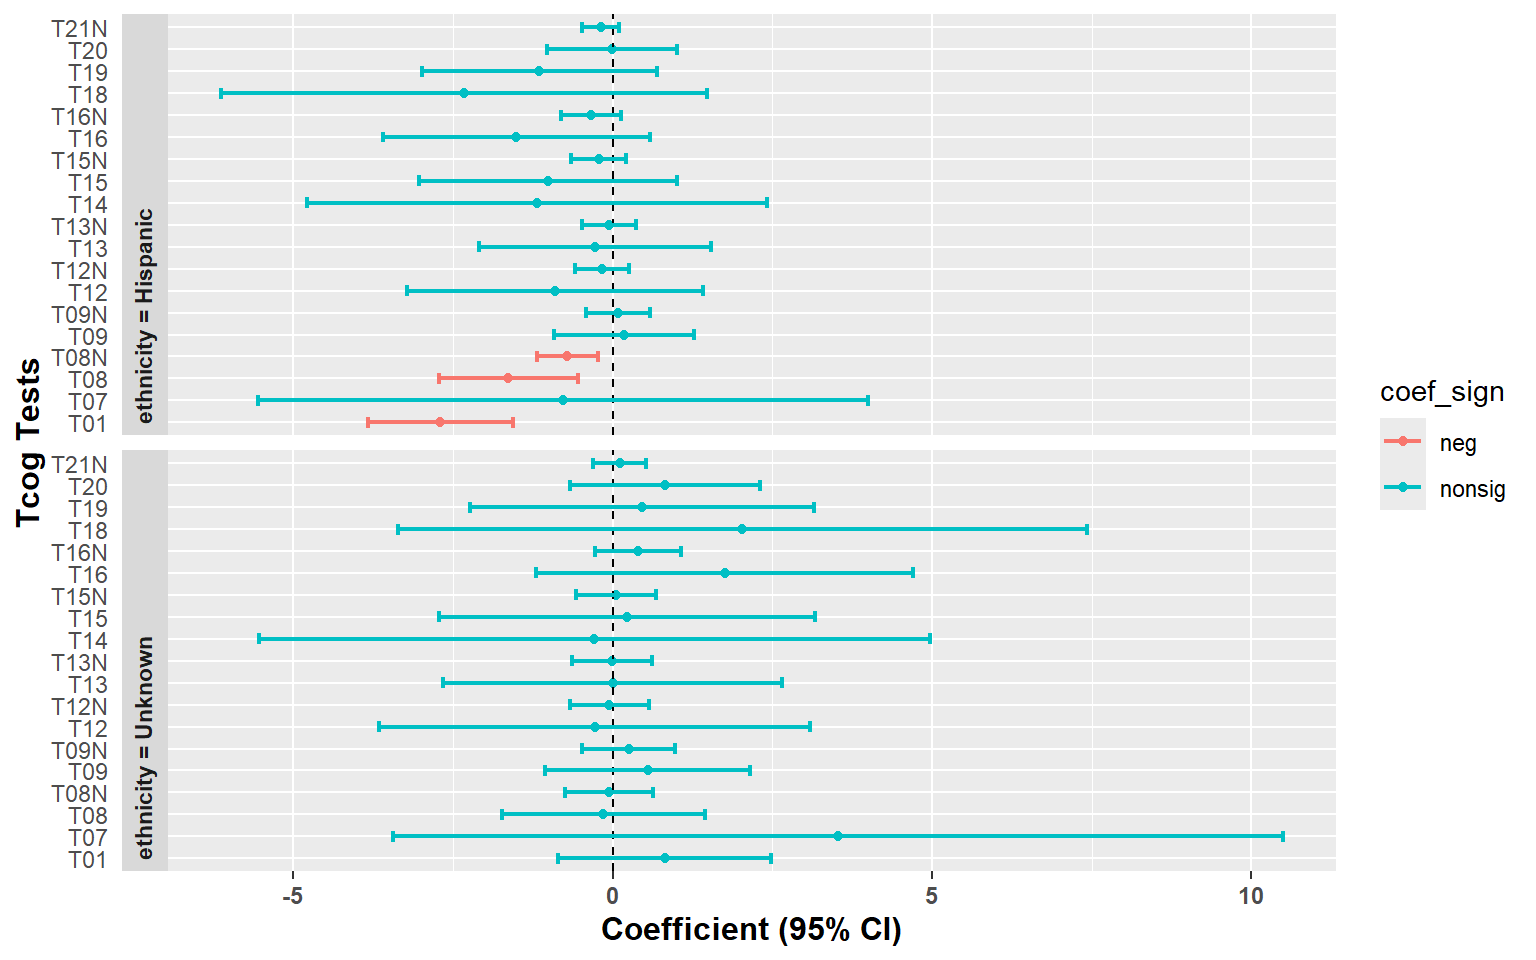 Tcog Tests
ethnicity = Hispanic
T21N
T20
T19
T18
T16N
T16
T15N
T15
T14
T13N
T13
T12N
T12
T09N
T09
T08N
T08
T07
T01
ethnicity = Unknown
T21N
T20
T19
T18
T16N
T16
T15N
T15
T14
T13N
T13
T12N
T12
T09N
T09
T08N
T08
T07
T01
-5 0 5 10
Coefficient (95% CI)
coef_sign
neg
nonsig